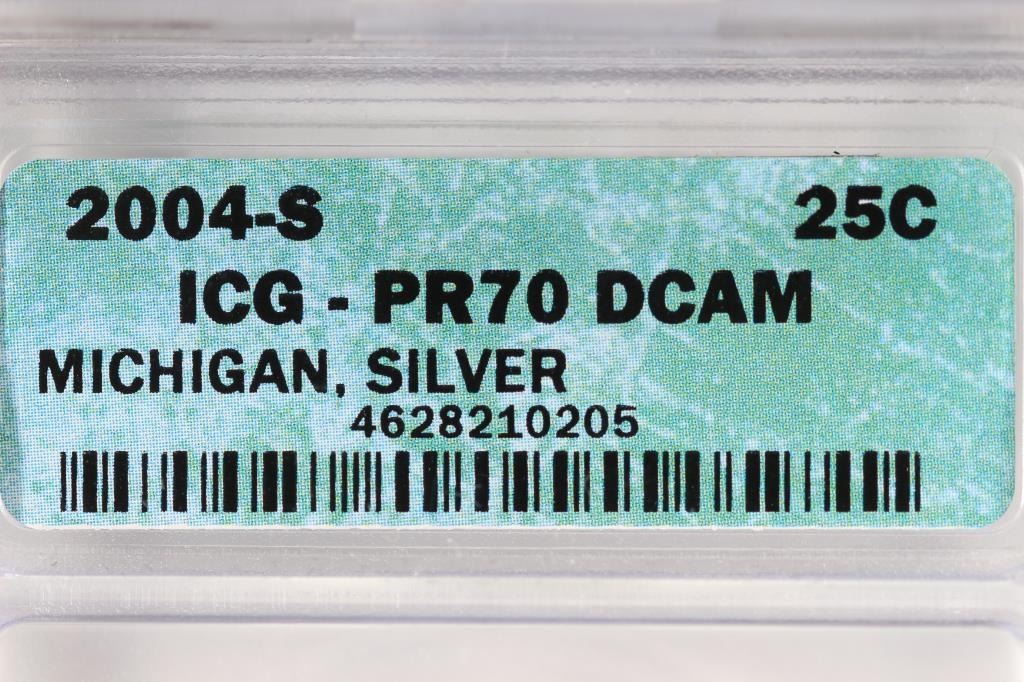 2004-S 25C
ICG - PR70 DCAM
MICHIGAN, SILVER
4628210205